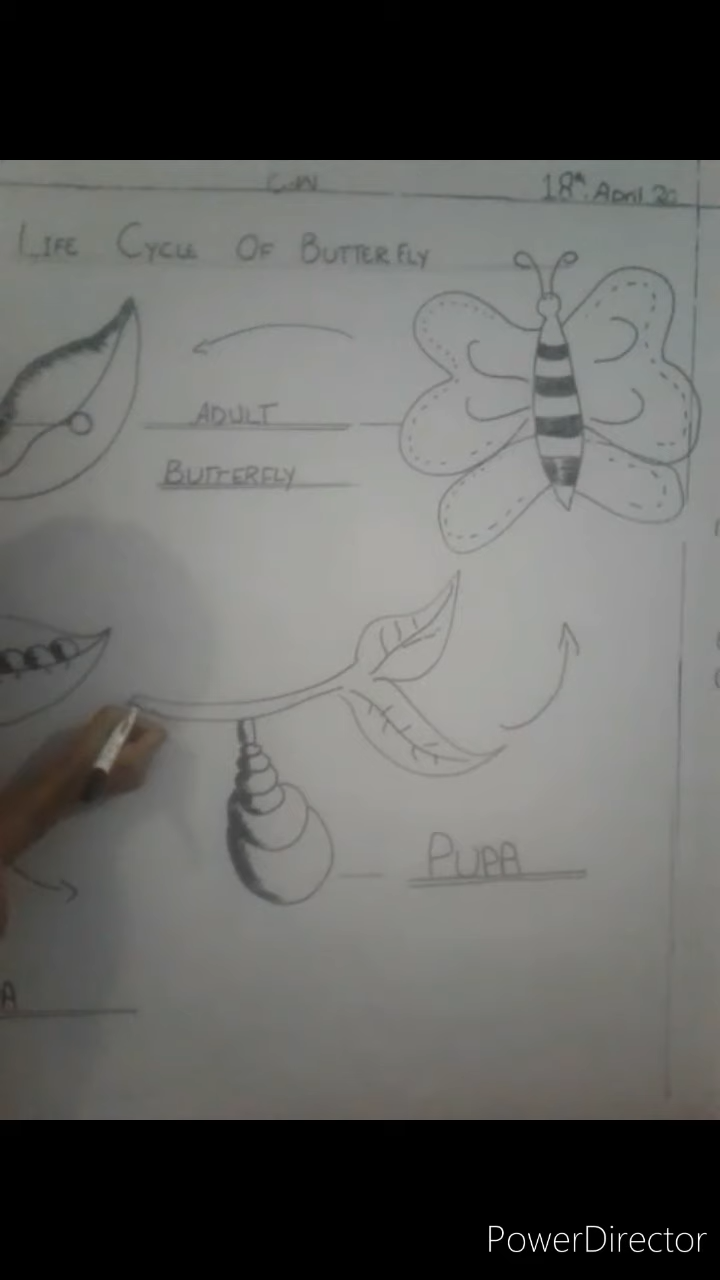 C.W
18th April 20
LIFE CYCLE OF BUTTERFLY
ADULT
BUTTERFLY
PUPA
A
PowerDirector